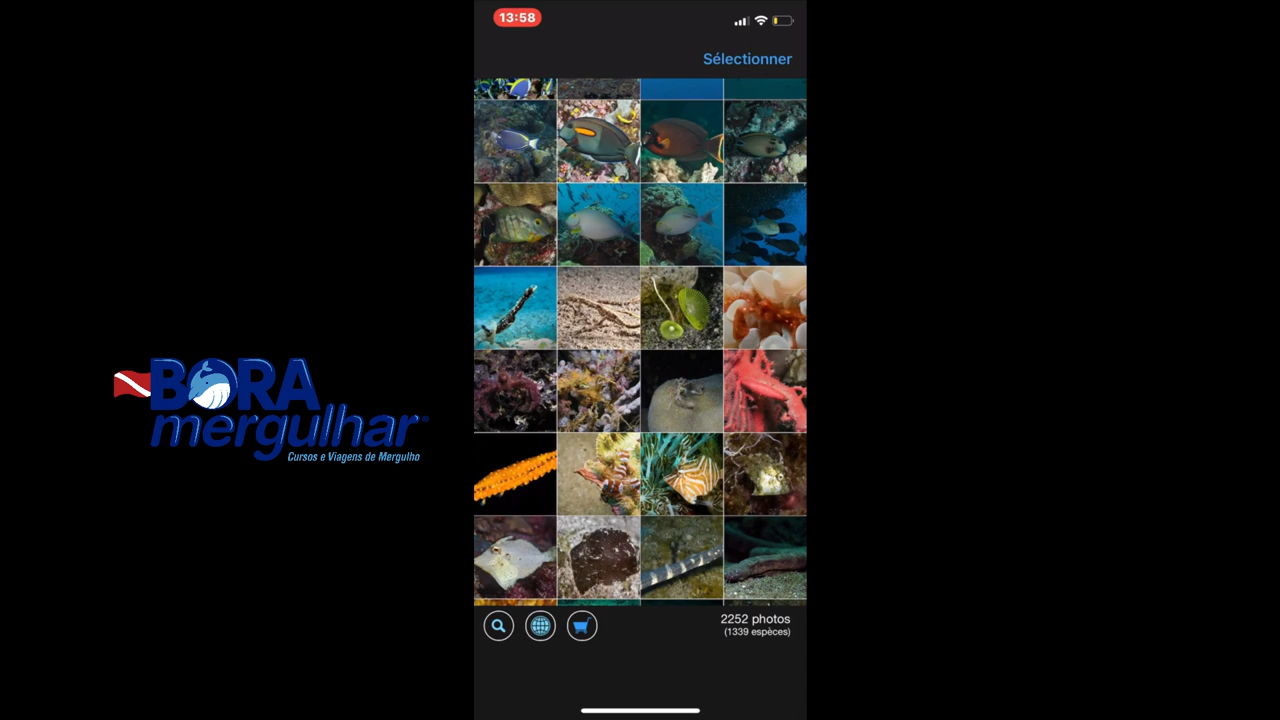 13:58
Sélectionner
BORA
mergulhar
Cursos e Viagens de Mergulho
2252 photos
(1339 espèces)